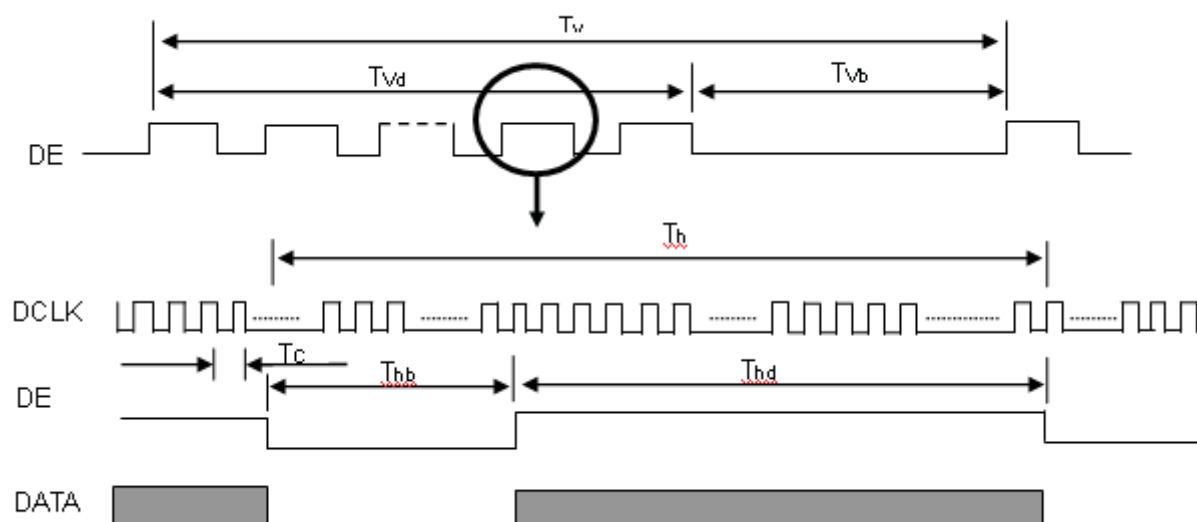 Tv
Tvd
Tvb
DE
Th
DCLK
Tc
Thb
Thd
DE
DATA